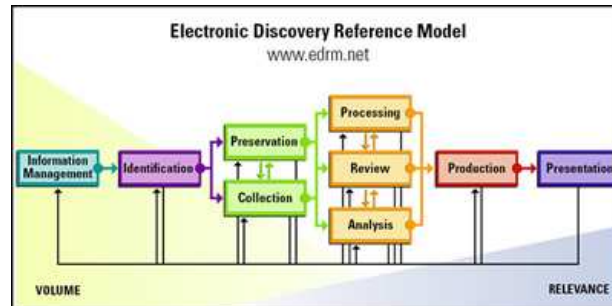 Electronic Discovery Reference Model
www.edrm.net
Processing
Preservation
Information
Management
Identification
Review
Production
Presentation
Collection
Analysis
VOLUME
RELEVANCE